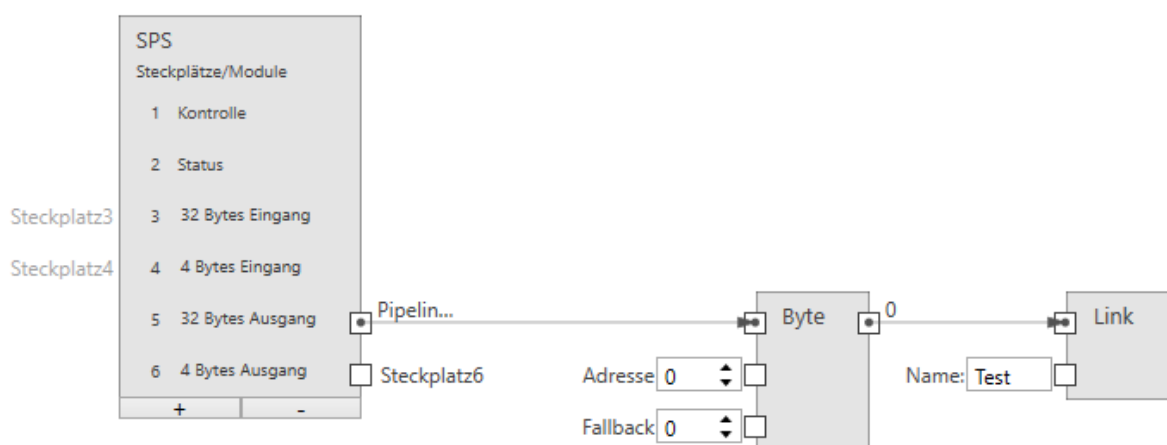 SPS
Steckplätze/Module
1 Kontrolle
2 Status
Steckplatz3 3 32 Bytes Eingang
Steckplatz4 4 4 Bytes Eingang
5 32 Bytes Ausgang Pipelin... Byte 0 Link
6 4 Bytes Ausgang Steckplatz6 Adresse 0 Name: Test
+ -
Fallback 0